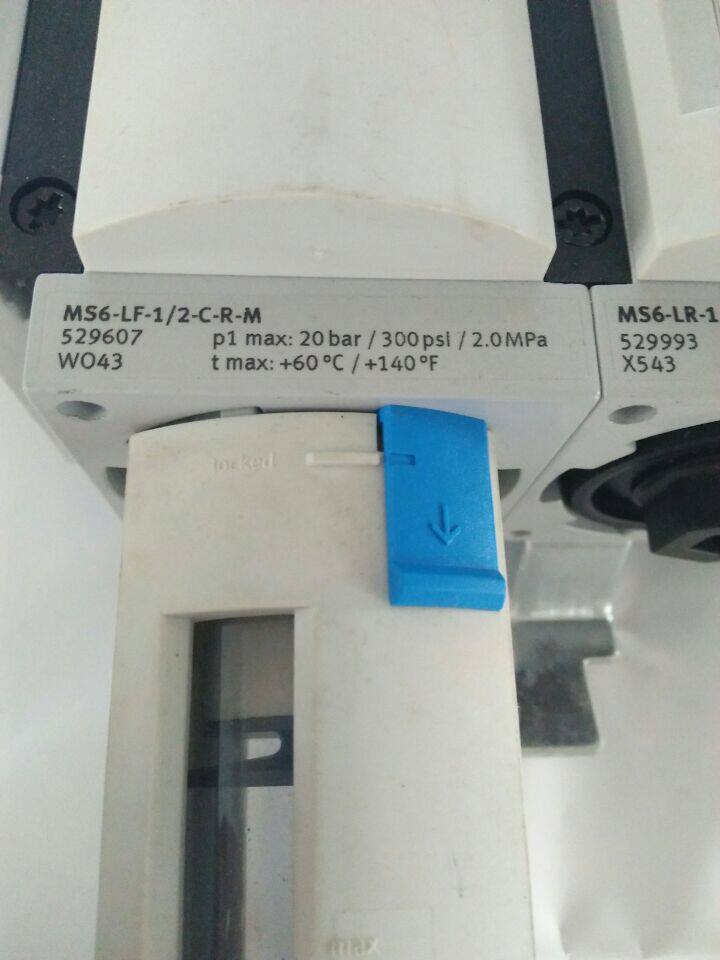 MS6-LF-1/2-C-R-M
529607 p1 max: 20 bar / 300 psi / 2.0 MPa
WO43 t max: +60 °C / +140 °F
MS6-LR-1
529993
X543
locked
max